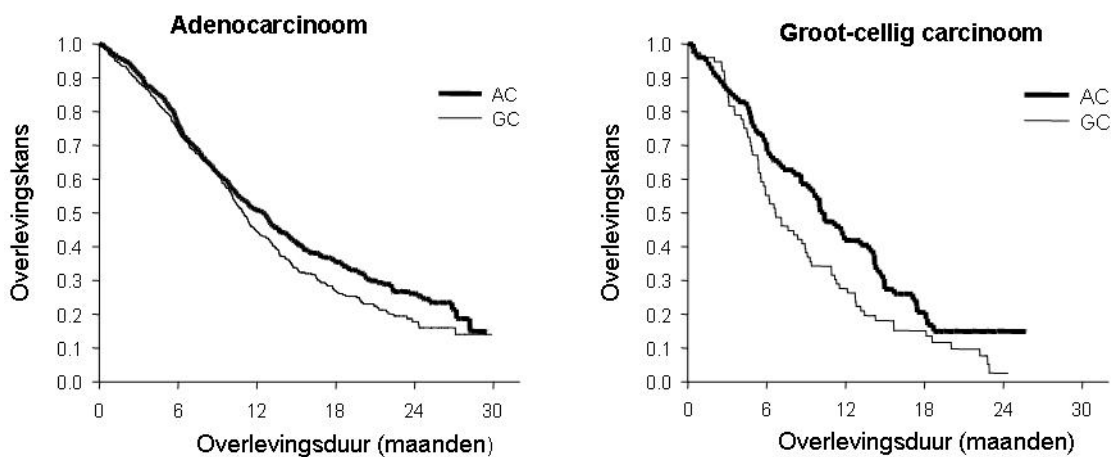 Adenocarcinoom
Overlevingskans
1.0
0.9
0.8
0.7
0.6
0.5
0.4
0.3
0.2
0.1
0.0
AC
GC
0 6 12 18 24 30
Overlevingsduur (maanden)
Groot-cellig carcinoom
Overlevingskans
1.0
0.9
0.8
0.7
0.6
0.5
0.4
0.3
0.2
0.1
0.0
AC
GC
0 6 12 18 24 30
Overlevingsduur (maanden)